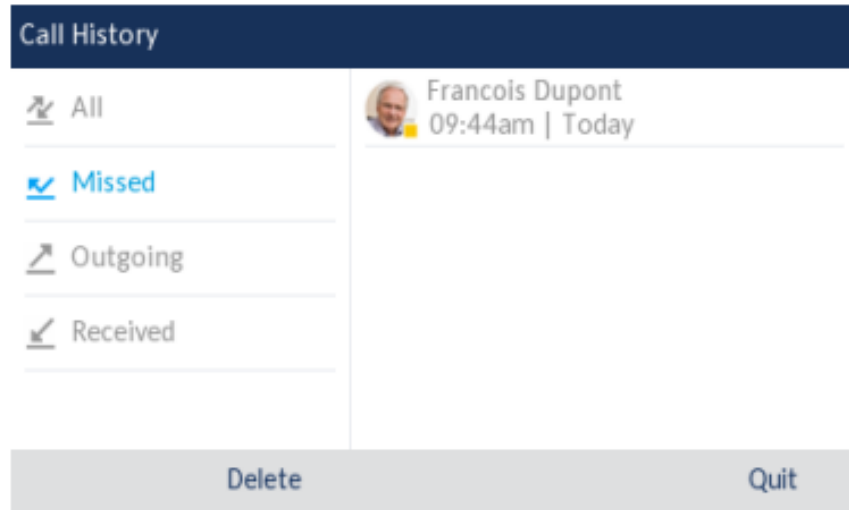 Call History
All
Missed
Outgoing
Received
Francois Dupont
09:44am | Today
Delete
Quit